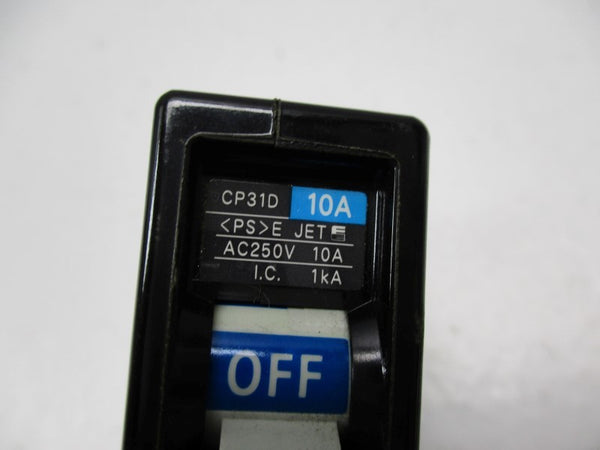 CP31D 10A
<PS>E JET
AC250V 10A
I.C. 1kA
OFF